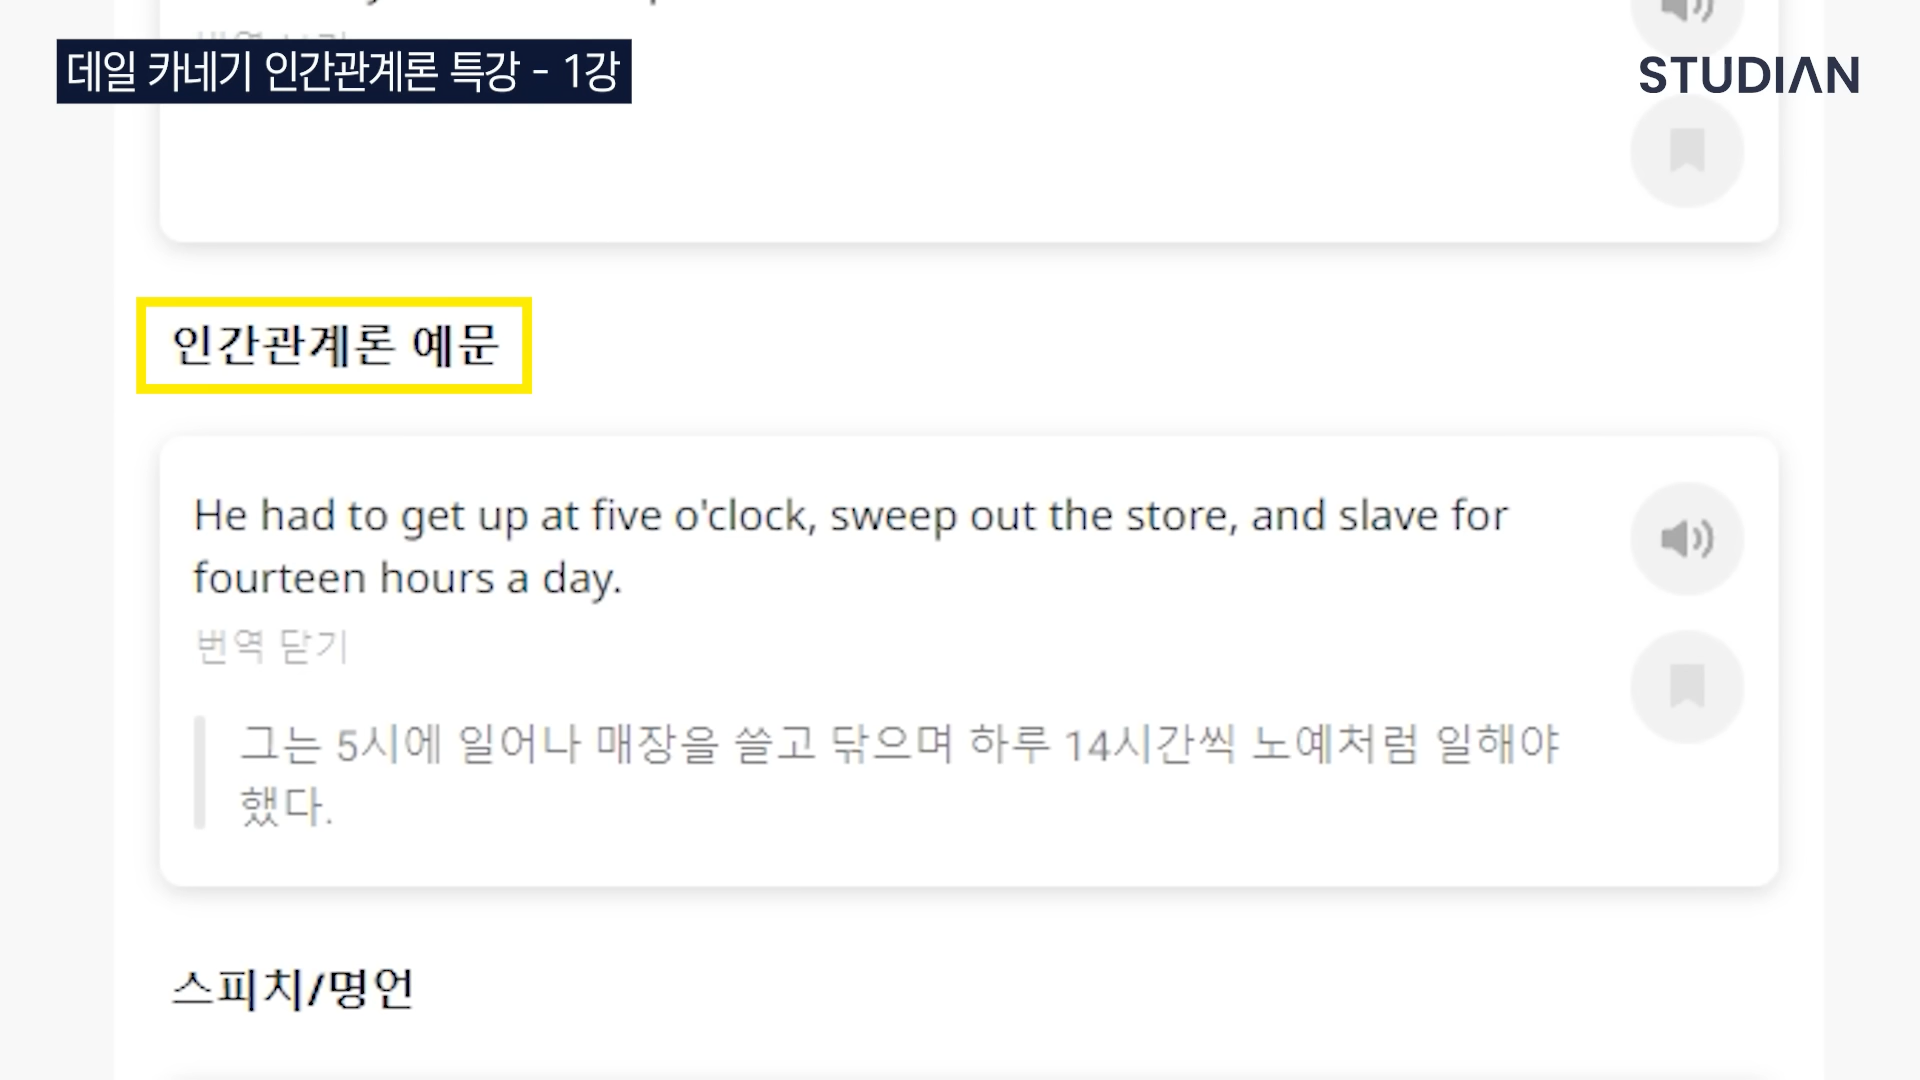 데일 카네기 인간관계론 특강 - 1강
STUDIAN
인간관계론 예문
He had to get up at five o'clock, sweep out the store, and slave for
fourteen hours a day.
번역 닫기
그는 5시에 일어나 매장을 쓸고 닦으며 하루 14시간씩 노예처럼 일해야
했다.
스피치/명언